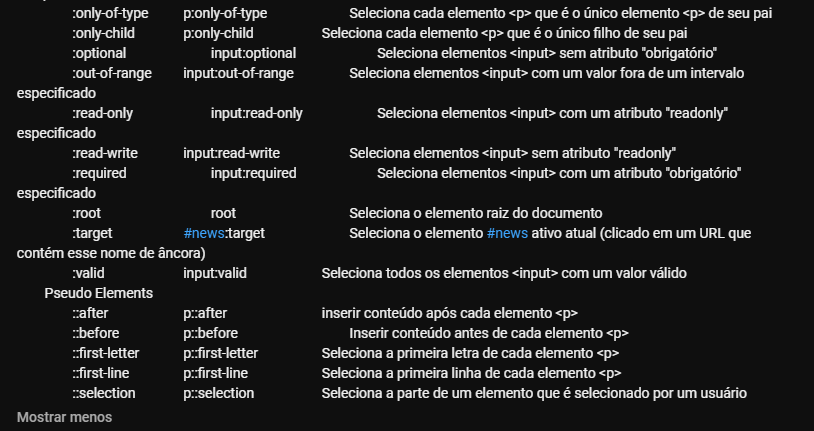 :only-of-type p:only-of-type Seleciona cada elemento <p> que é o único elemento <p> de seu pai
:only-child p:only-child Seleciona cada elemento <p> que é o único filho de seu pai
:optional input:optional Seleciona elementos <input> sem atributo "obrigatório"
:out-of-range input:out-of-range Seleciona elementos <input> com um valor fora de um intervalo
especificado
:read-only input:read-only Seleciona elementos <input> com um atributo "readonly"
especificado
:read-write input:read-write Seleciona elementos <input> sem atributo "readonly"
:required input:required Seleciona elementos <input> com um atributo "obrigatório"
especificado
:root root Seleciona o elemento raiz do documento
:target #news:target Seleciona o elemento #news ativo atual (clicado em um URL que
contém esse nome de âncora)
:valid input:valid Seleciona todos os elementos <input> com um valor válido
Pseudo Elements
::after p::after inserir conteúdo após cada elemento <p>
::before p::before Inserir conteúdo antes de cada elemento <p>
::first-letter p::first-letter Seleciona a primeira letra de cada elemento <p>
::first-line p::first-line Seleciona a primeira linha de cada elemento <p>
::selection p::selection Seleciona a parte de um elemento que é selecionado por um usuário
Mostrar menos